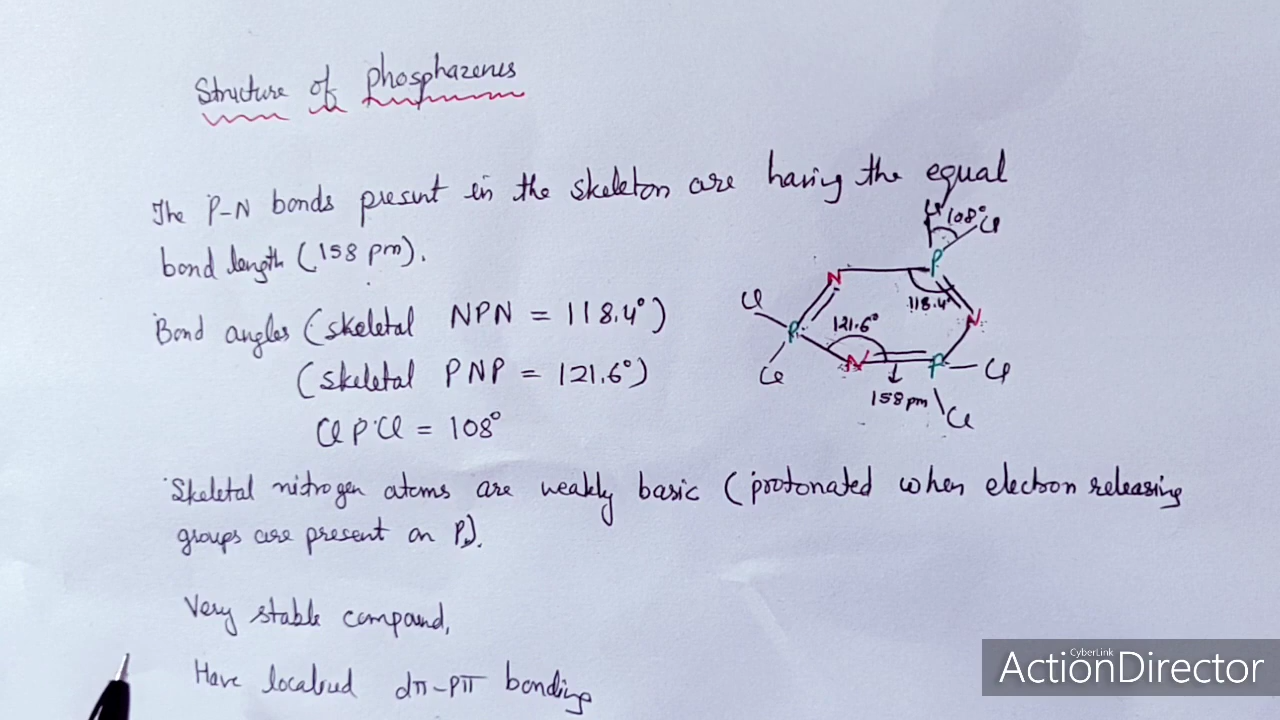 Structure of phosphazenes
The P-N bonds present in the skeleton are having the equal
bond length (158 pm).
Bond angles (skeletal NPN = 118.4°)
(skeletal PNP = 121.6°)
Cl P Cl = 108°
Cl 108° Cl
P
N
118.4°
Cl
121.6°
N
P
Cl
N
P
Cl
158 pm
Cl
Skeletal nitrogen atoms are weakly basic (protonated when electron releasing
groups are present on P).
Very stable compound,
Have localised dπ-pπ bonding
CyberLink
ActionDirector